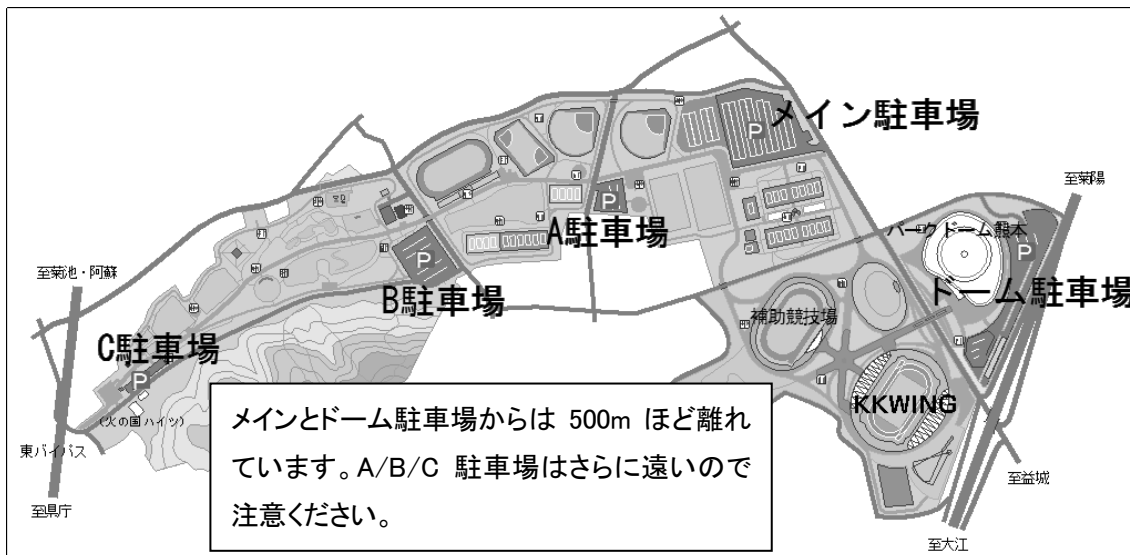 メイン駐車場
至菊陽
A駐車場
パークドーム熊本
至菊池・阿蘇
B駐車場
ドーム駐車場
補助競技場
C駐車場
KKWING
(火の国ハイツ)
東バイパス
至県庁
至益城
至大江
メインとドーム駐車場からは 500m ほど離れ
ています。A/B/C 駐車場はさらに遠いので
注意ください。
P
P
P
P
P